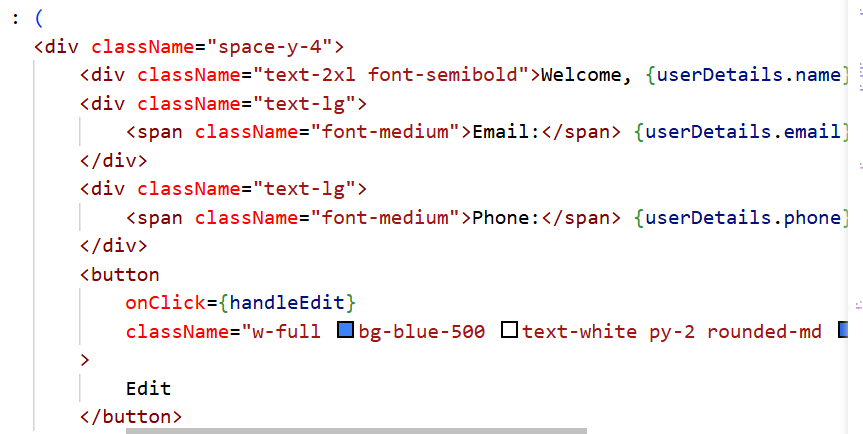 : (
<div className="space-y-4">
<div className="text-2xl font-semibold">Welcome, {userDetails.name}
<div className="text-lg">
<span className="font-medium">Email:</span> {userDetails.email}
</div>
<div className="text-lg">
<span className="font-medium">Phone:</span> {userDetails.phone}
</div>
<button
onClick={handleEdit}
className="w-full bg-blue-500 text-white py-2 rounded-md
>
Edit
</button>